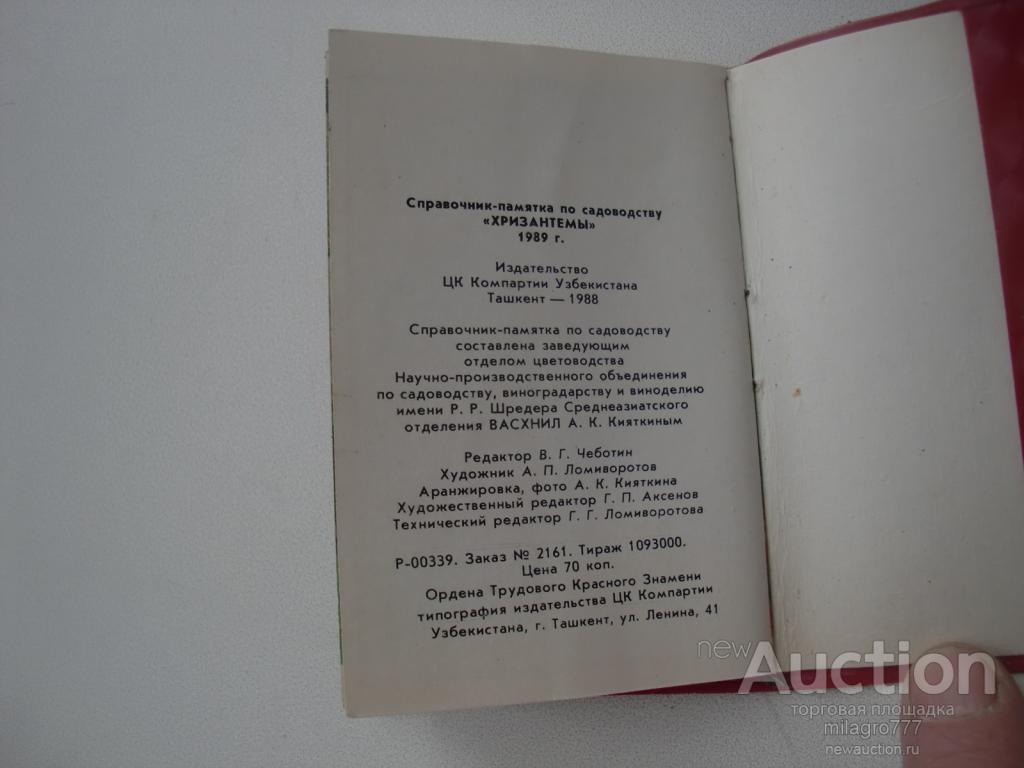 Справочник-памятка по садоводству
«ХРИЗАНТЕМЫ»
1989 г.
Издательство
ЦК Компартии Узбекистана
Ташкент — 1988
Справочник-памятка по садоводству
составлена заведующим
отделом цветоводства
Научно-производственного объединения
по садоводству, виноградарству и виноделию
имени Р. Р. Шредера Среднеазиатского
отделения ВАСХНИЛ А. К. Кияткиным
Редактор В. Г. Чеботин
Художник А. П. Ломиворотов
Аранжировка, фото А. К. Кияткина
Художественный редактор Г. П. Аксенов
Технический редактор Г. Г. Ломиворотова
Р-00339. Заказ № 2161. Тираж 1093000.
Цена 70 коп.
Ордена Трудового Красного Знамени
типография издательства ЦК Компартии
Узбекистана, г. Ташкент, ул. Ленина, 41
newAuction
торговая площадка
milagro777
newauction.ru